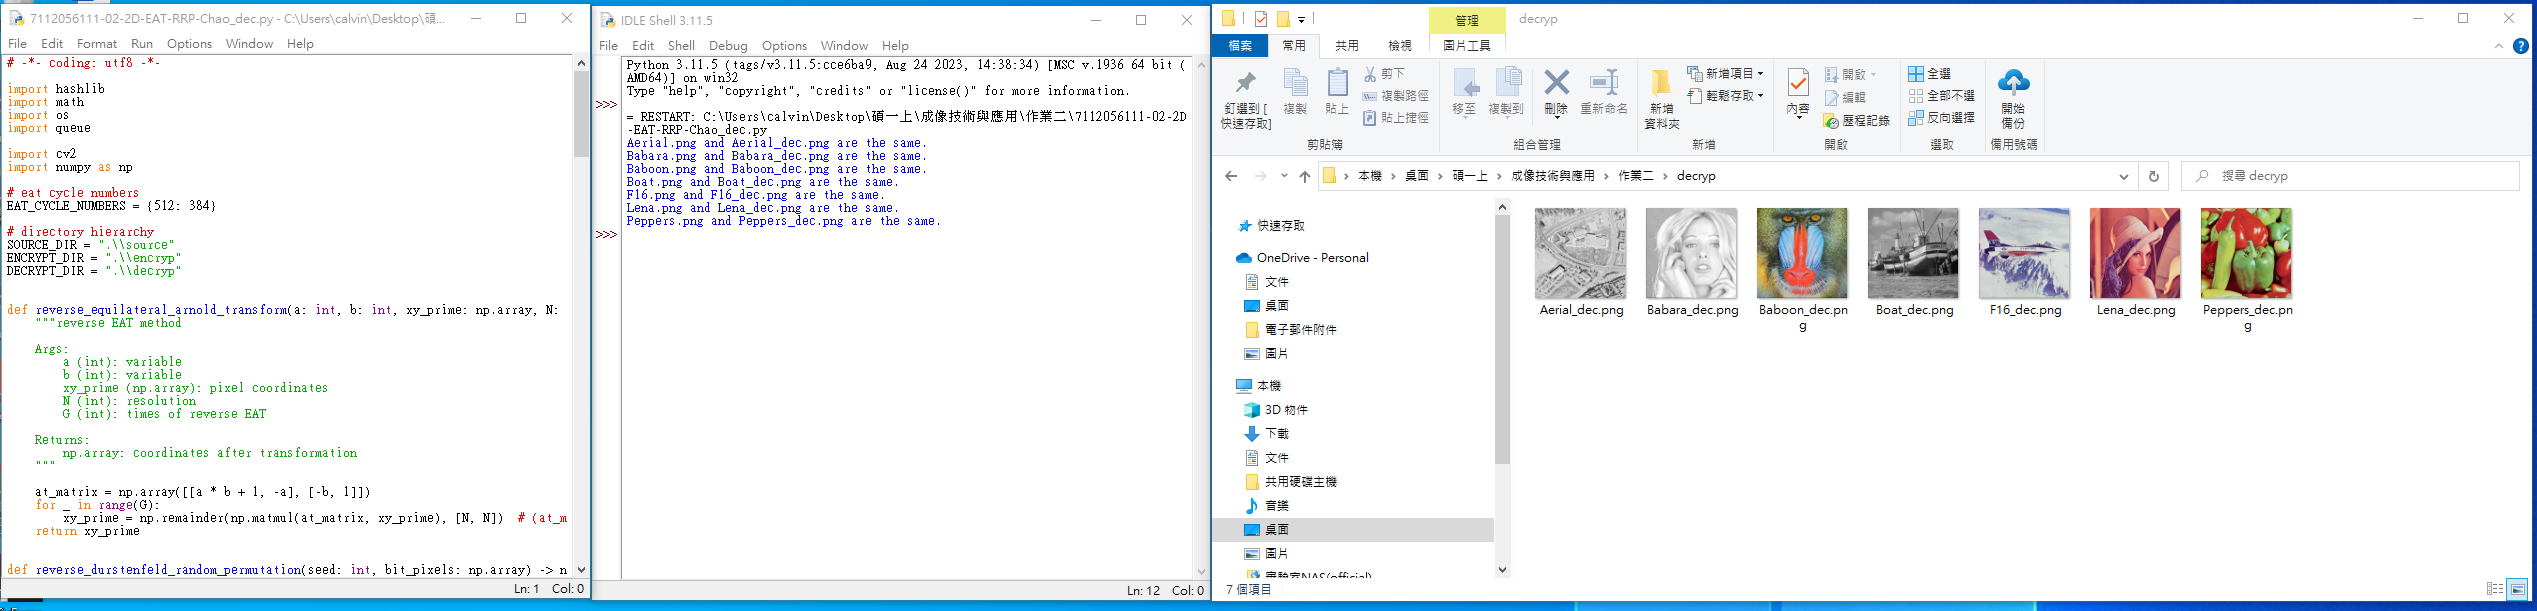 7112056111-02-2D-EAT-RRP-Chao_dec.py - C:\Users\calvin\Desktop\碩...
File Edit Format Run Options Window Help
# -*- coding: utf8 -*-
import hashlib
import math
import os
import queue
import cv2
import numpy as np
# eat cycle numbers
EAT_CYCLE_NUMBERS = {512: 384}
# directory hierarchy
SOURCE_DIR = ".\\source"
ENCRYPT_DIR = ".\\encryp"
DECRYPT_DIR = ".\\decryp"
def reverse_equilateral_arnold_transform(a: int, b: int, xy_prime: np.array, N:
"""reverse EAT method
Args:
a (int): variable
b (int): variable
xy_prime (np.array): pixel coordinates
N (int): resolution
G (int): times of reverse EAT
Returns:
np.array: coordinates after transformation
"""
at_matrix = np.array([[a * b + 1, -a], [-b, 1]])
for _ in range(G):
xy_prime = np.remainder(np.matmul(at_matrix, xy_prime), [N, N]) # (at_m
return xy_prime
def reverse_durstenfeld_random_permutation(seed: int, bit_pixels: np.array) -> n
Ln: 1 Col: 0
IDLE Shell 3.11.5
File Edit Shell Debug Options Window Help
Python 3.11.5 (tags/v3.11.5:cce6ba9, Aug 24 2023, 14:38:34) [MSC v.1936 64 bit (
AMD64)] on win32
Type "help", "copyright", "credits" or "license()" for more information.
>>>
= RESTART: C:\Users\calvin\Desktop\碩一上\成像技術與應用\作業二\7112056111-02-2D
-EAT-RRP-Chao_dec.py
Aerial.png and Aerial_dec.png are the same.
Babara.png and Babara_dec.png are the same.
Baboon.png and Baboon_dec.png are the same.
Boat.png and Boat_dec.png are the same.
F16.png and F16_dec.png are the same.
Lena.png and Lena_dec.png are the same.
Peppers.png and Peppers_dec.png are the same.
>>>
Ln: 12 Col: 0
管理 decryp
檔案 常用 共用 檢視 圖片工具
釘選到 [
快速存取]
複製
貼上
剪下
複製路徑
貼上捷徑
剪貼簿
移至
複製到
刪除
重新命名
組合管理
新增
資料夾
新增項目
輕鬆存取
新增
內容
開啟
編輯
歷程記錄
開啟
全選
全部不選
反向選擇
選取
開始
備份
備用號碼
本機 › 桌面 › 碩一上 › 成像技術與應用 › 作業二 › decryp
搜尋 decryp
快速存取
OneDrive - Personal
文件
桌面
電子郵件附件
圖片
本機
3D 物件
下載
文件
共用硬碟主機
音樂
桌面
圖片
實驗室NAS(official)
Aerial_dec.png
Babara_dec.png
Baboon_dec.pn
g
Boat_dec.png
F16_dec.png
Lena_dec.png
Peppers_dec.pn
g
7 個項目